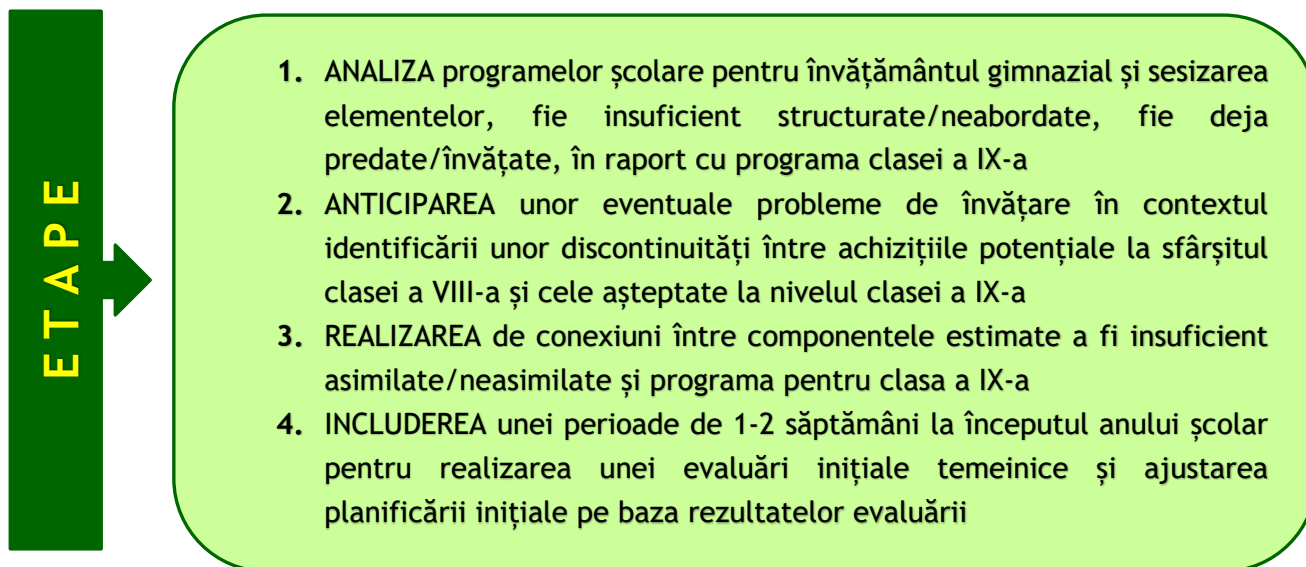 ETAPE
1. ANALIZA programelor școlare pentru învățământul gimnazial și sesizarea
elementelor, fie insuficient structurate/neabordate, fie deja
predate/învățate, în raport cu programa clasei a IX-a
2. ANTICIPAREA unor eventuale probleme de învățare în contextul
identificării unor discontinuități între achizițiile potențiale la sfârșitul
clasei a VIII-a și cele așteptate la nivelul clasei a IX-a
3. REALIZAREA de conexiuni între componentele estimate a fi insuficient
asimilate/neasimilate și programa pentru clasa a IX-a
4. INCLUDEREA unei perioade de 1-2 săptămâni la începutul anului școlar
pentru realizarea unei evaluări inițiale temeinice și ajustarea
planificării inițiale pe baza rezultatelor evaluării